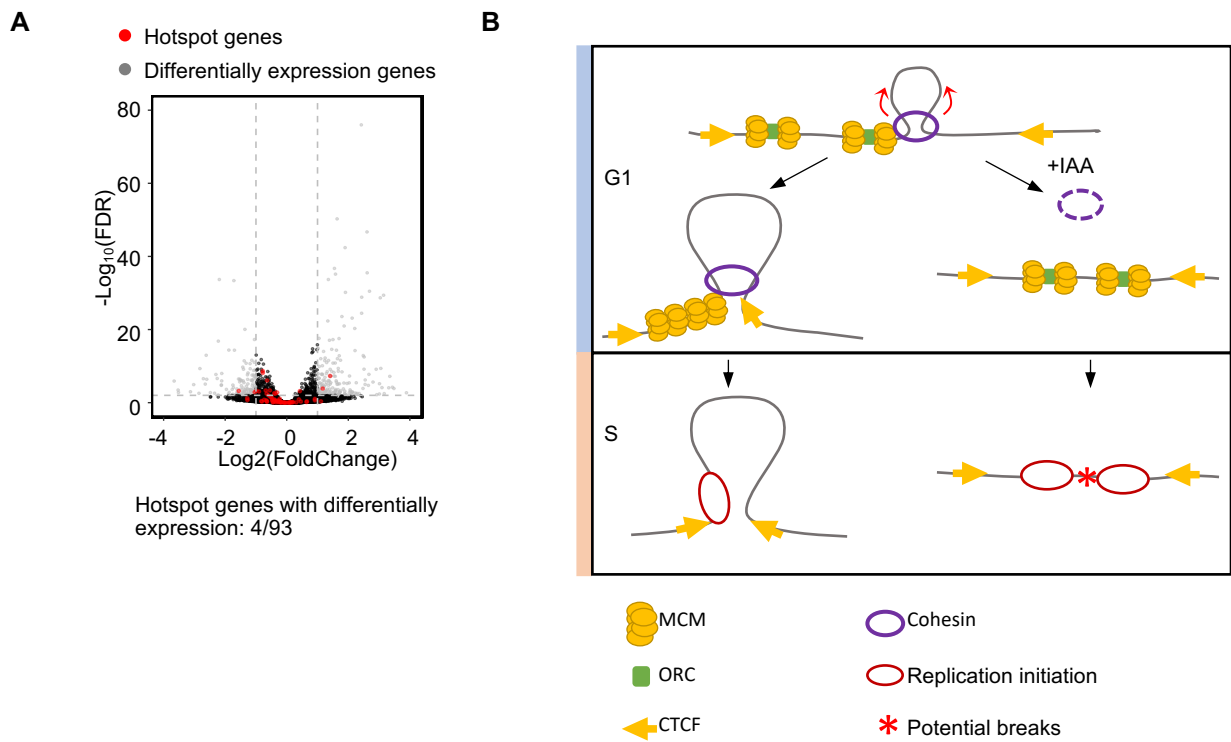 A
Hotspot genes
Differentially expression genes
80
60
40
20
0
-Log10(FDR)
-4 -2 0 2 4
Log2(FoldChange)
Hotspot genes with differentially
expression: 4/93
B
G1
+IAA
S
MCM
Cohesin
ORC
Replication initiation
CTCF
Potential breaks